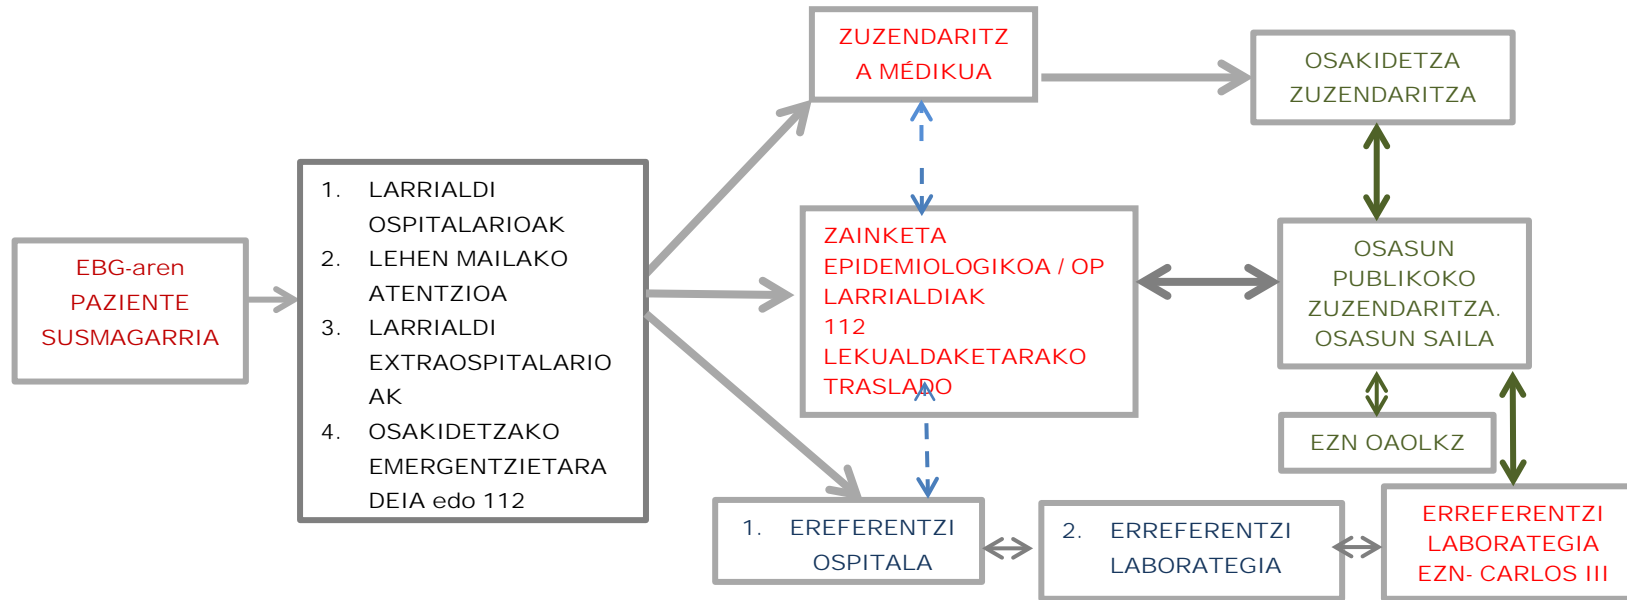 EBG-aren
PAZIENTE
SUSMAGARRIA
1. LARRIALDI
OSPITALARIOAK
2. LEHEN MAILAKO
ATENTZIOA
3. LARRIALDI
EXTRAOSPITALARIO
AK
4. OSAKIDETZAKO
EMERGENTZIETARA
DEIA edo 112
ZUZENDARITZ
A MÉDIKUA
ZAINKETA
EPIDEMIOLOGIKOA / OP
LARRIALDIAK
112
LEKUALDAKETARAKO
TRASLADO
1. EREFERENTZI
OSPITALA
2. ERREFERENTZI
LABORATEGIA
OSAKIDETZA
ZUZENDARITZA
OSASUN
PUBLIKOKO
ZUZENDARITZA.
OSASUN SAILA
EZN OAOLKZ
ERREFERENTZI
LABORATEGIA
EZN- CARLOS III